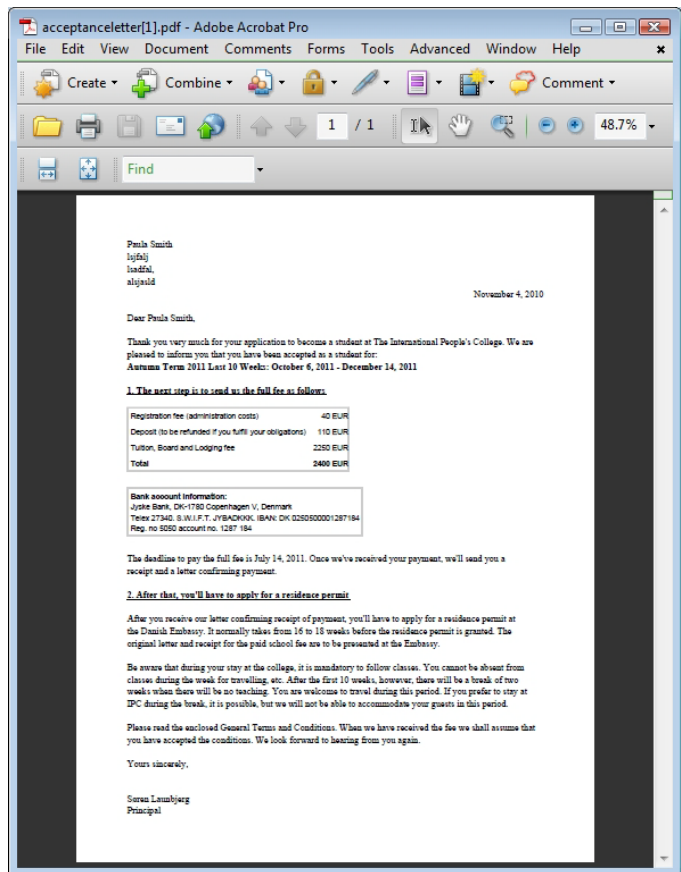 acceptanceletter[1].pdf - Adobe Acrobat Pro
File Edit View Document Comments Forms Tools Advanced Window Help
Create Combine Comment
1 / 1 48.7%
Find
Paula Smith
lsjfalj
lsadfal,
alsjasld
November 4, 2010
Dear Paula Smith,
Thank you very much for your application to become a student at The International People's College. We are
pleased to inform you that you have been accepted as a student for:
Autumn Term 2011 Last 10 Weeks: October 6, 2011 - December 14, 2011
1. The next step is to send us the full fee as follows
Registration fee (administration costs) 40 EUR
Deposit (to be refunded if you fulfil your obligations) 110 EUR
Tuition, Board and Lodging fee 2250 EUR
Total 2400 EUR
Bank account information:
Jyske Bank, DK-1780 Copenhagen V, Denmark
Telex 27340. S.W.I.F.T. JYBADKKK. IBAN: DK 0250500001287184
Reg. no 5050 account no. 1287 184
The deadline to pay the full fee is July 14, 2011. Once we've received your payment, we'll send you a
receipt and a letter confirming payment.
2. After that, you'll have to apply for a residence permit
After you receive our letter confirming receipt of payment, you'll have to apply for a residence permit at
the Danish Embassy. It normally takes from 16 to 18 weeks before the residence permit is granted. The
original letter and receipt for the paid school fee are to be presented at the Embassy.
Be aware that during your stay at the college, it is mandatory to follow classes. You cannot be absent from
classes during the week for travelling, etc. After the first 10 weeks, however, there will be a break of two
weeks when there will be no teaching. You are welcome to travel during this period. If you prefer to stay at
IPC during the break, it is possible, but we will not be able to accommodate your guests in this period.
Please read the enclosed General Terms and Conditions. When we have received the fee we shall assume that
you have accepted the conditions. We look forward to hearing from you again.
Yours sincerely,
Søren Launbjerg
Principal